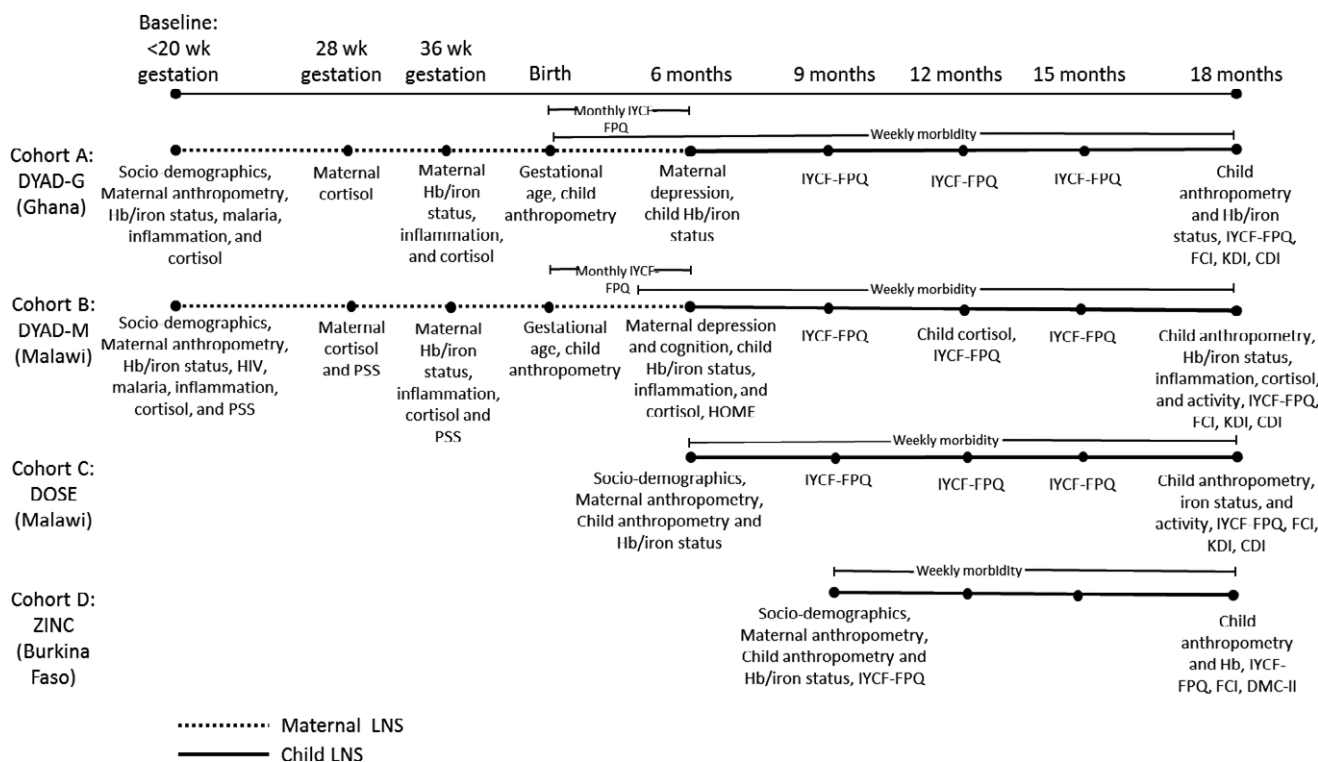 Baseline:
<20 wk
gestation
28 wk
gestation
36 wk
gestation
Birth
6 months
9 months
12 months
15 months
18 months
Monthly IYCF-
FPQ
Weekly morbidity
Cohort A:
DYAD-G
(Ghana)
Socio-demographics,
Maternal anthropometry,
Hb/iron status, malaria,
inflammation, and
cortisol
Maternal
cortisol
Maternal
Hb/iron
status,
inflammation,
and cortisol
Gestational
age, child
anthropometry
Maternal
depression,
child Hb/iron
status
IYCF-FPQ
IYCF-FPQ
IYCF-FPQ
Child
anthropometry
and Hb/iron
status, IYCF-FPQ,
FCI, KDI, CDI
Monthly IYCF-
FPQ
Weekly morbidity
Cohort B:
DYAD-M
(Malawi)
Socio-demographics,
Maternal anthropometry,
Hb/iron status, HIV,
malaria, inflammation,
cortisol, and PSS
Maternal
cortisol
and PSS
Maternal
Hb/iron
status,
inflammation,
cortisol and
PSS
Gestational
age, child
anthropometry
Maternal depression
and cognition, child
Hb/iron status,
inflammation, and
cortisol, HOME
IYCF-FPQ
Child cortisol,
IYCF-FPQ
IYCF-FPQ
Child anthropometry,
Hb/iron status,
inflammation, cortisol,
and activity, IYCF-FPQ,
FCI, KDI, CDI
Weekly morbidity
Cohort C:
DOSE
(Malawi)
Socio-demographics,
Maternal anthropometry,
Child anthropometry and
Hb/iron status
IYCF-FPQ
IYCF-FPQ
IYCF-FPQ
Child anthropometry,
iron status, and
activity, IYCF-FPQ, FCI,
KDI, CDI
Weekly morbidity
Cohort D:
ZINC
(Burkina
Faso)
Socio-demographics,
Maternal anthropometry,
Child anthropometry and
Hb/iron status, IYCF-FPQ
Child
anthropometry
and Hb, IYCF-
FPQ, FCI, DMC-II
Maternal LNS
Child LNS